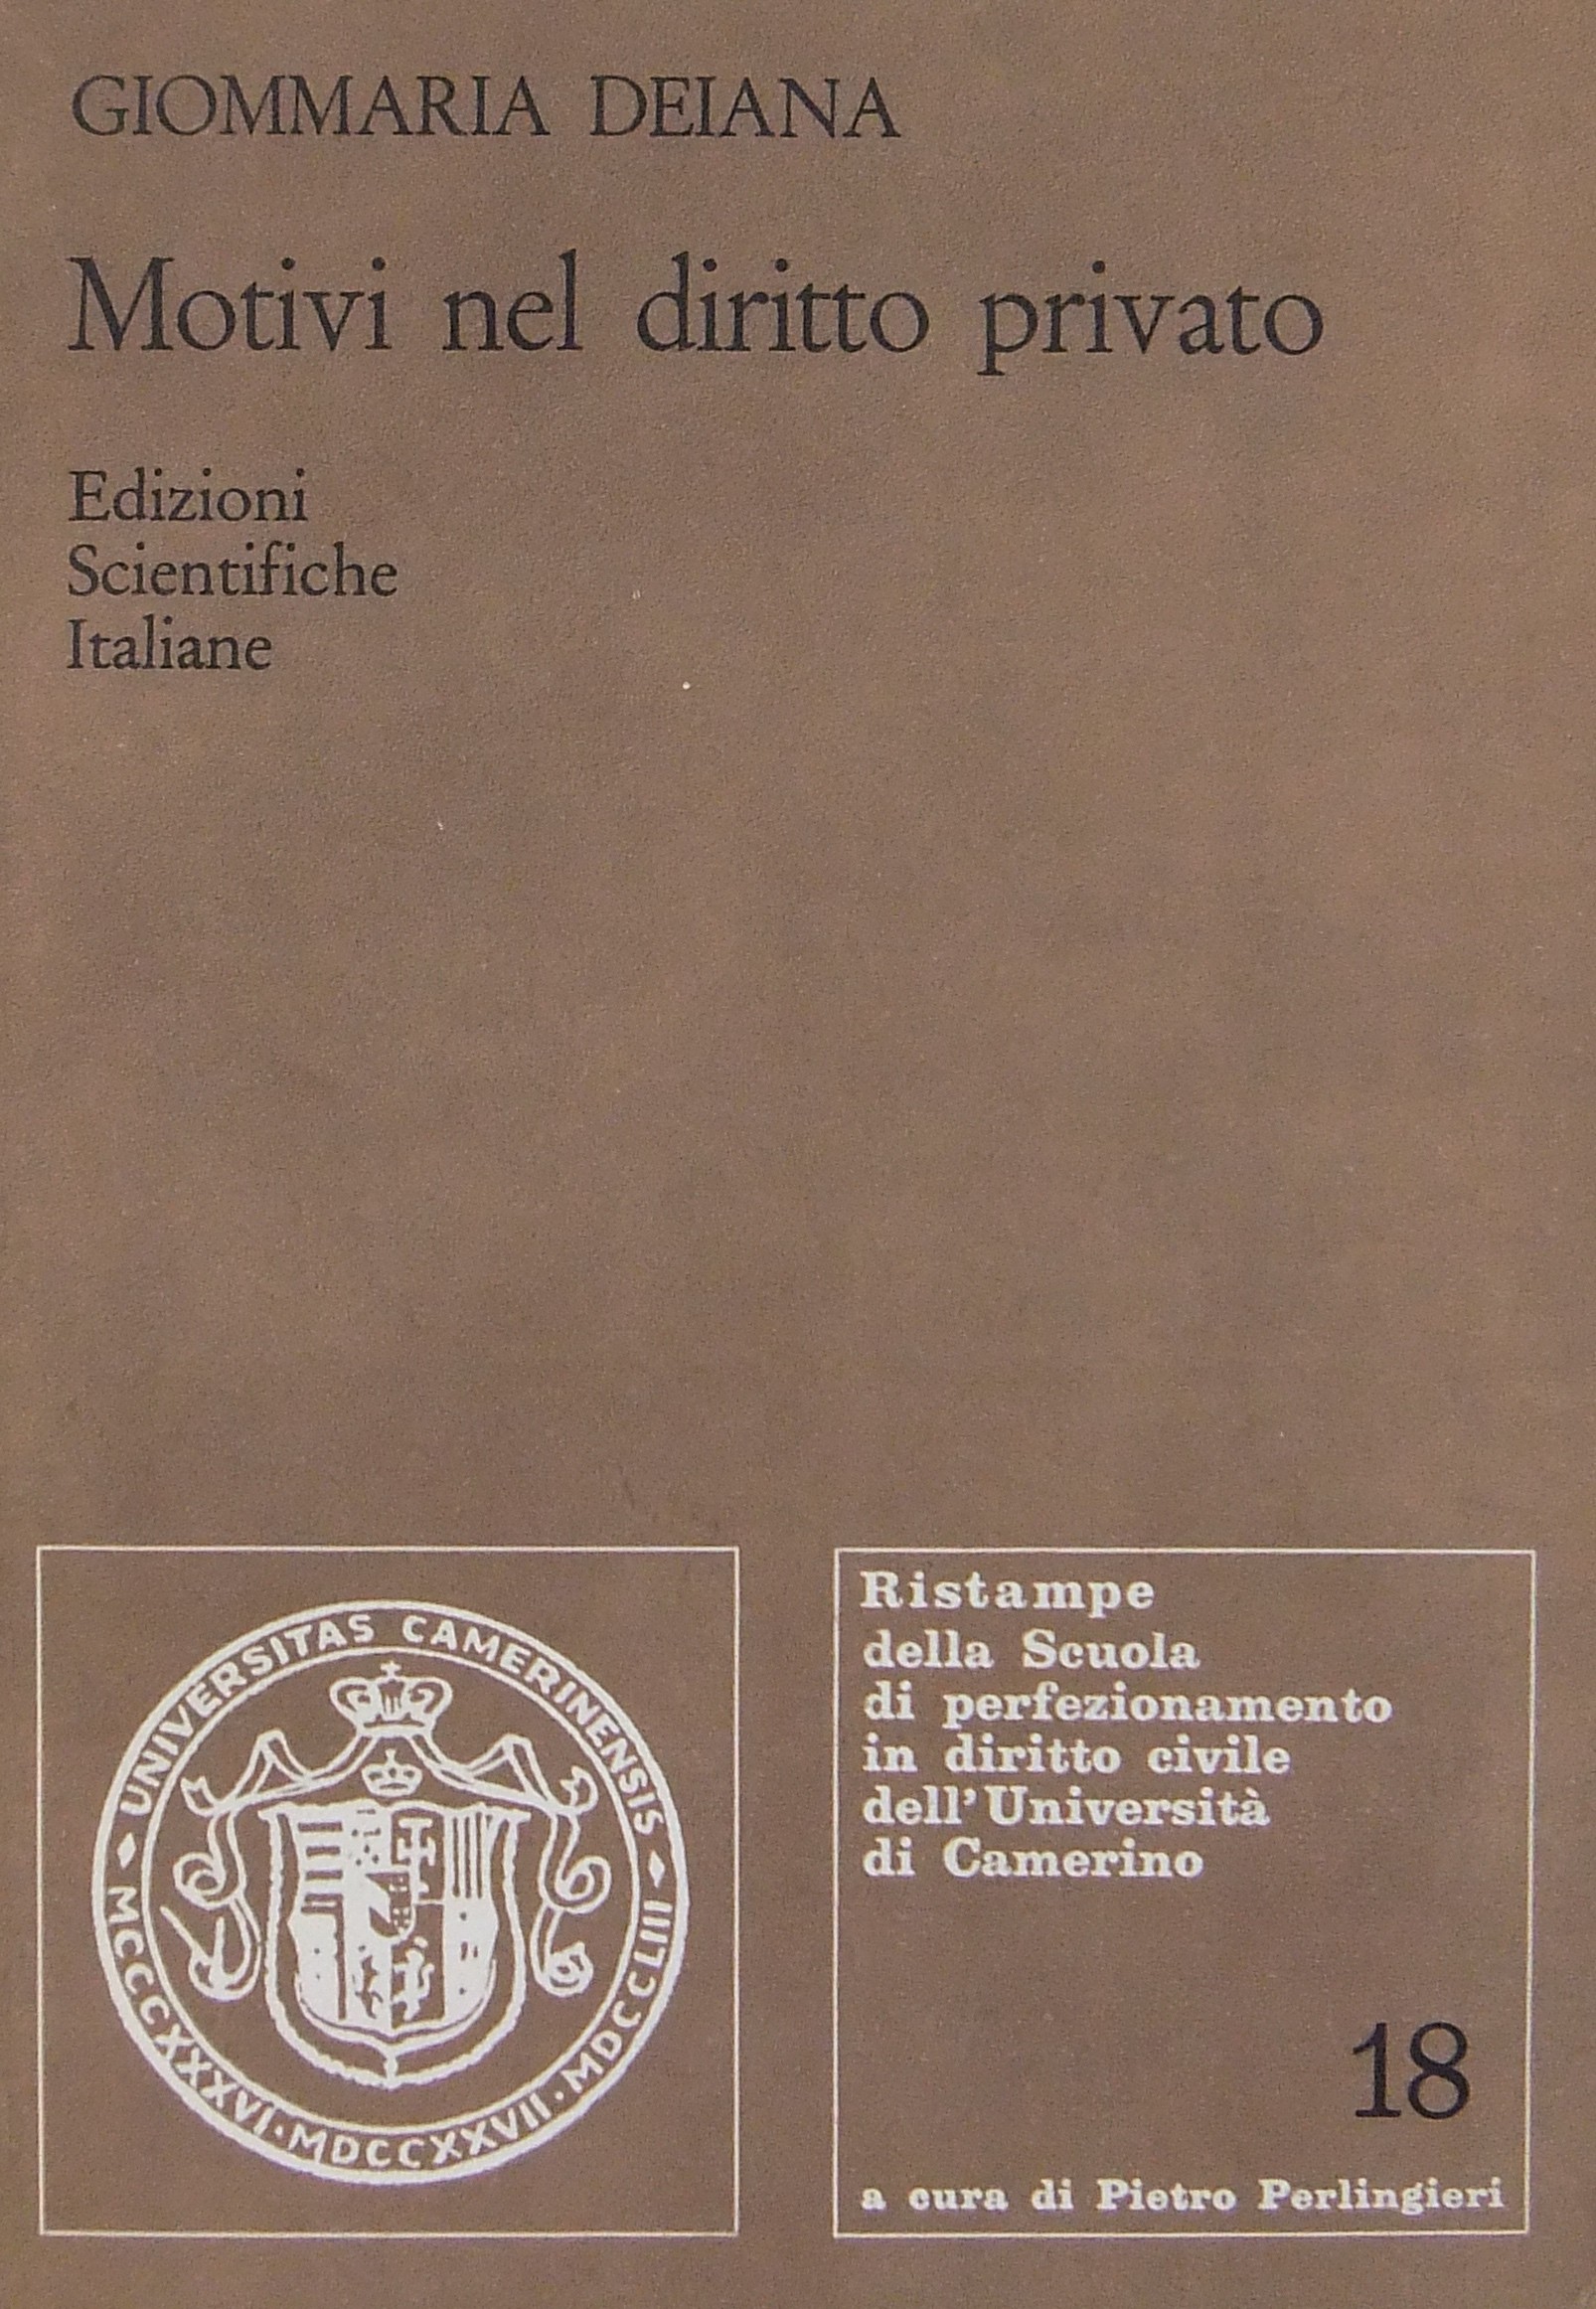 GIOMMARIA DEIANA
Motivi nel diritto privato
Edizioni
Scientifiche
Italiane
UNIVERSITAS CAMERINENSIS
MCCCXXXVI · MDCCXXVII · MDCCCLIII
Ristampe
della Scuola
di perfezionamento
in diritto civile
dell'Università
di Camerino
18
a cura di Pietro Perlingieri